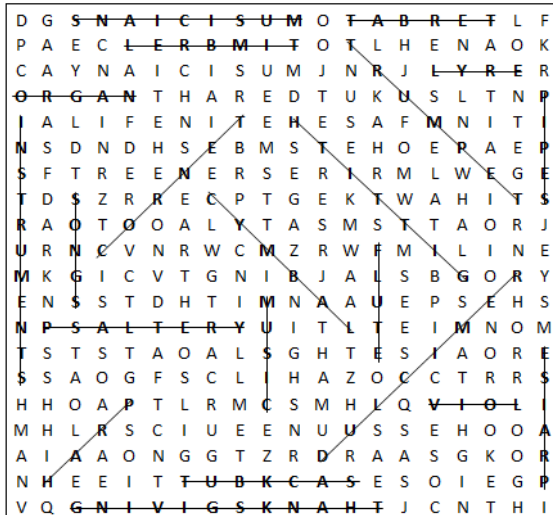 D G S N A I C I S U M O T A B R E T L F
P A E C L E R B M I T O T L H E N A O K
C A Y N A I C I S U M J N R J L Y R E R
O R G A N T H A R E D T U K U S L T N P
I A L I F E N I T E H E S A F M N I T I
N S D N D H S E B M S T E H O E P A E P
S F T R E E N E R S E R I R M L W E G E
T D S Z R R E C P T G E K T W A H I T S
R A O T O O A L Y T A S M S T T A O R J
U R N C V N R W C M Z R W F M I L I N E
M K G I C V T G N I B J A L S B G O R Y
E N S S T D H T I M N A A U E P S E H S
N P S A L T E R Y U I T L T E I M N O M
T S T S T A O A L S G H T E S I A O R E
S S A O G F S C L I H A Z O C C T R R S
H H O A P T L R M C S M H L Q V I O L I
M H L R S C I U E E N U U S S E H O O A
A I A A O N G G T Z R D R A A S G K O R
N H E E I T T U B K C A S E S O I E G P
V Q G N I V I G S K N A H T J C N T H I